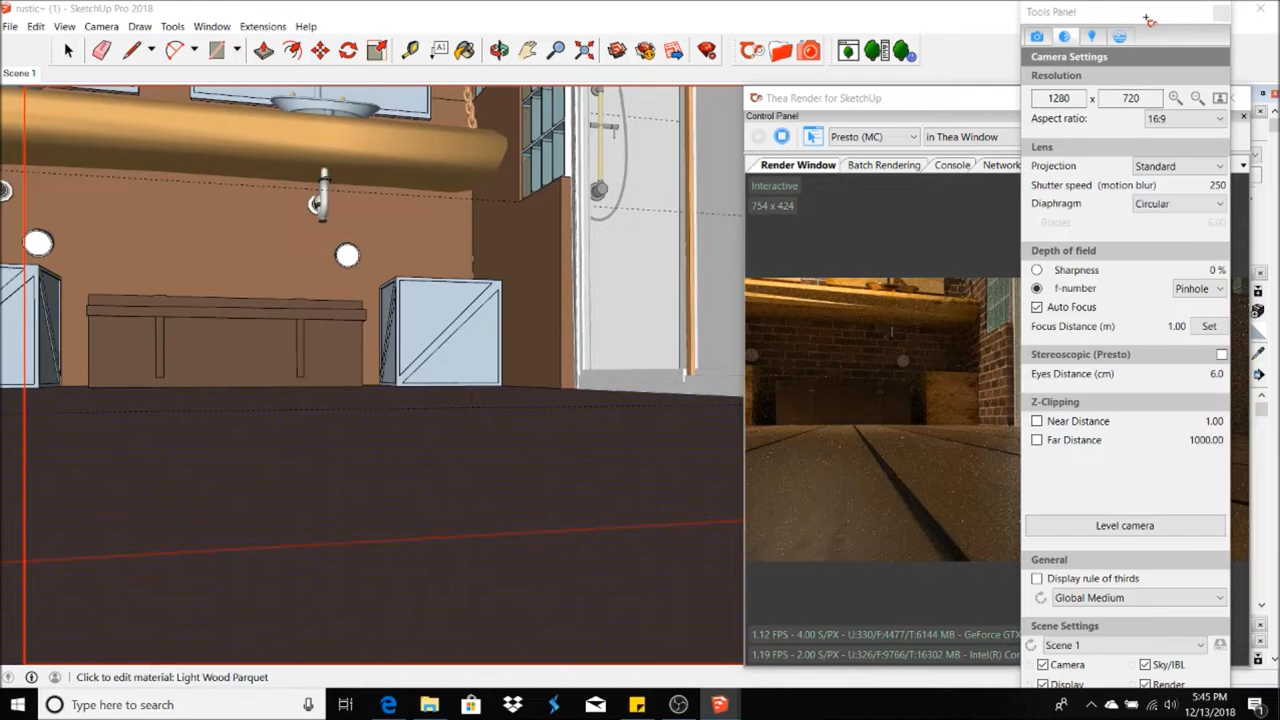 rustic~ (1) - SketchUp Pro 2018
File Edit View Camera Draw Tools Window Extensions Help
Scene 1
Thea Render for SketchUp
Control Panel
Presto (MC) in Thea Window
Render Window Batch Rendering Console Network
Interactive
754 x 424
1.12 FPS - 4.00 S/PX - U:330/F:4477/T:6144 MB - GeForce GTX
1.19 FPS - 2.00 S/PX - U:326/F:9766/T:16302 MB - Intel(R) Co
Tools Panel
Camera Settings
Resolution
1280 x 720
Aspect ratio: 16:9
Lens
Projection Standard
Shutter speed (motion blur) 250
Diaphragm Circular
Blades 6.00
Depth of field
Sharpness 0 %
f-number Pinhole
Auto Focus
Focus Distance (m) 1.00 Set
Stereoscopic (Presto)
Eyes Distance (cm) 6.0
Z-Clipping
Near Distance 1.00
Far Distance 1000.00
Level camera
General
Display rule of thirds
Global Medium
Scene Settings
Scene 1
Camera Sky/IBL
Display Render
Click to edit material: Light Wood Parquet
Type here to search
5:45 PM
12/13/2018